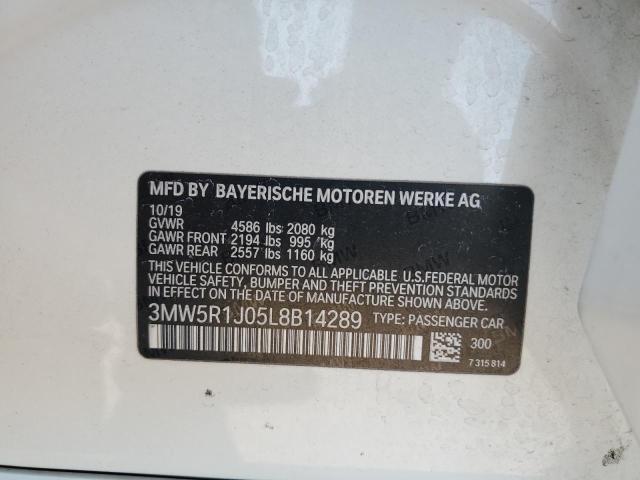 MFD BY BAYERISCHE MOTOREN WERKE AG
10/19
GVWR 4586 lbs 2080 kg
GAWR FRONT 2194 lbs 995 kg
GAWR REAR 2557 lbs 1160 kg
THIS VEHICLE CONFORMS TO ALL APPLICABLE U.S.FEDERAL MOTOR
VEHICLE SAFETY, BUMPER AND THEFT PREVENTION STANDARDS
IN EFFECT ON THE DATE OF MANUFACTURE SHOWN ABOVE.
3MW5R1J05L8B14289 TYPE: PASSENGER CAR
300
7 315 814